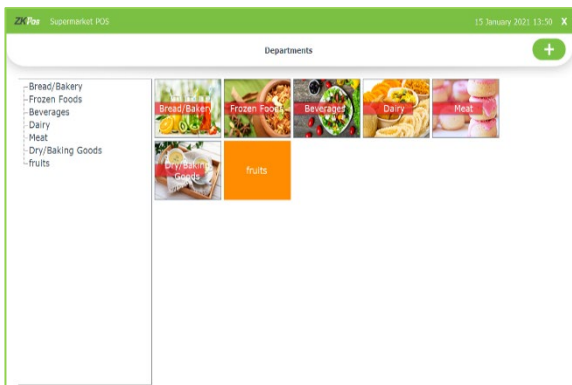 ZKPos Supermarket POS
15 January 2021 13:50 X
Departments
+
Bread/Bakery
Frozen Foods
Beverages
Dairy
Meat
Dry/Baking Goods
fruits
Bread/Bakery
Frozen Foods
Beverages
Dairy
Meat
Dry/Baking
Goods
fruits